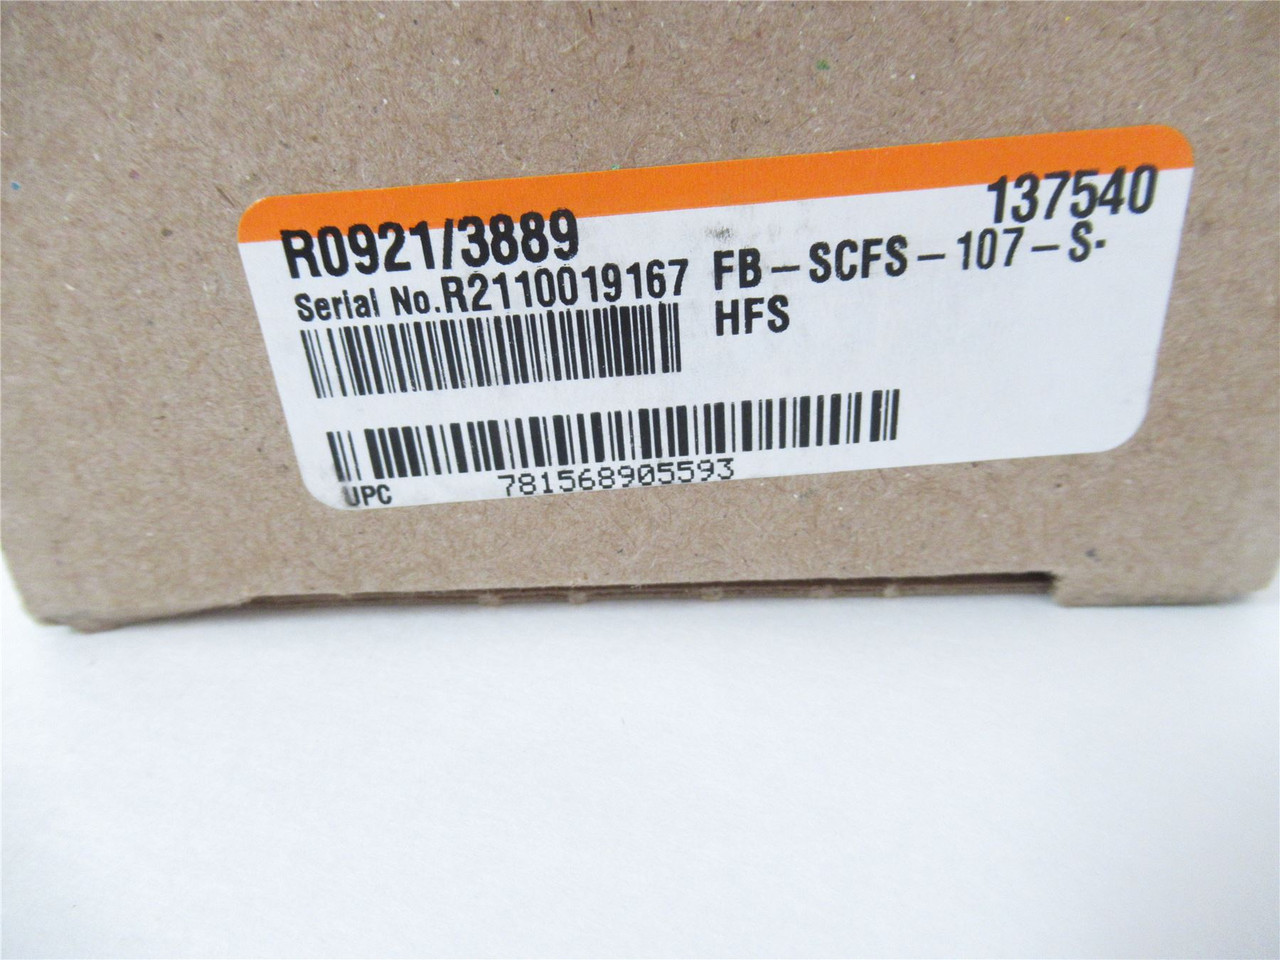 R0921/3889 137540
Serial No.R2110019167 FB-SCFS-107-S-
HFS
UPC 781568905593